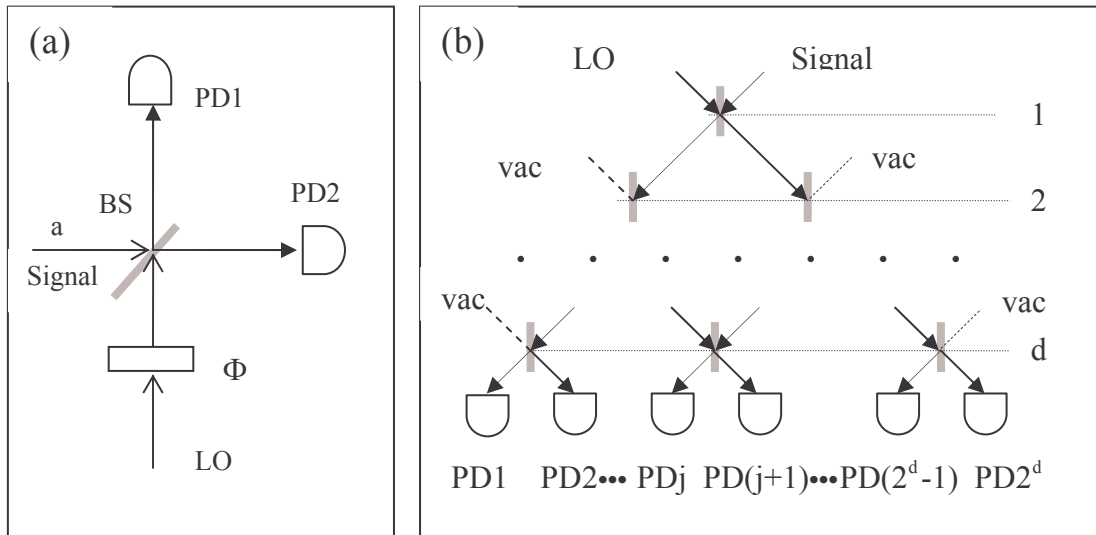 (a)
PD1
PD2
BS
a
Signal
Φ
LO
(b)
LO Signal
1
vac vac
2
• • • • • • •
vac vac
d
PD1 PD2••• PDj PD(j+1)•••PD(2ᵈ-1) PD2ᵈ